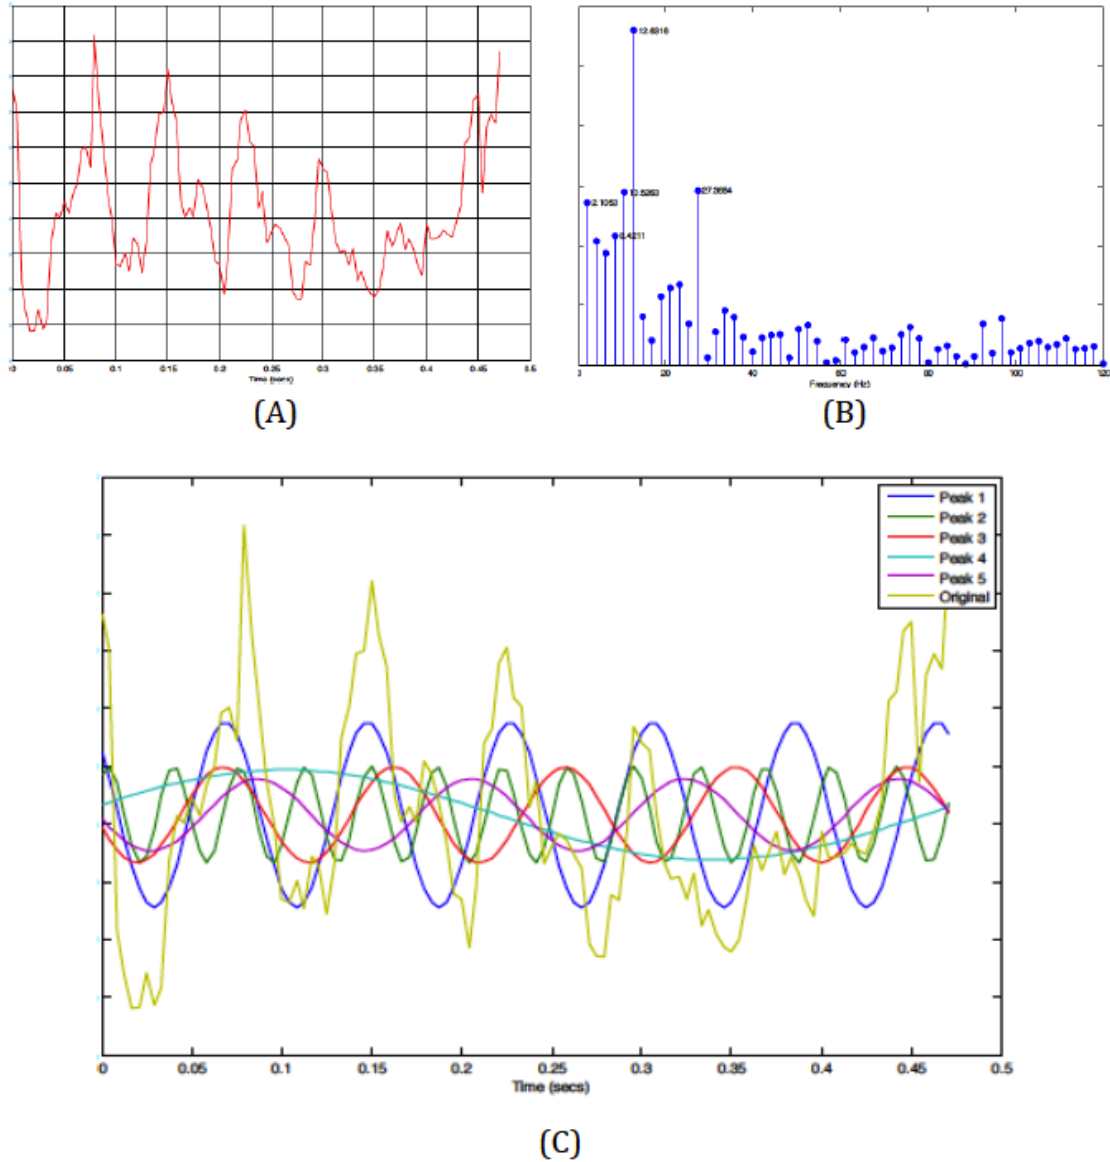 12.6316
10.5263
27.3684
2.1053
8.4211
0 0.05 0.1 0.15 0.2 0.25 0.3 0.35 0.4 0.45 0.5
Time (secs)
0 20 40 60 80 100 120
Frequency (Hz)
(A)
(B)
Peak 1
Peak 2
Peak 3
Peak 4
Peak 5
Original
0 0.05 0.1 0.15 0.2 0.25 0.3 0.35 0.4 0.45 0.5
Time (secs)
(C)